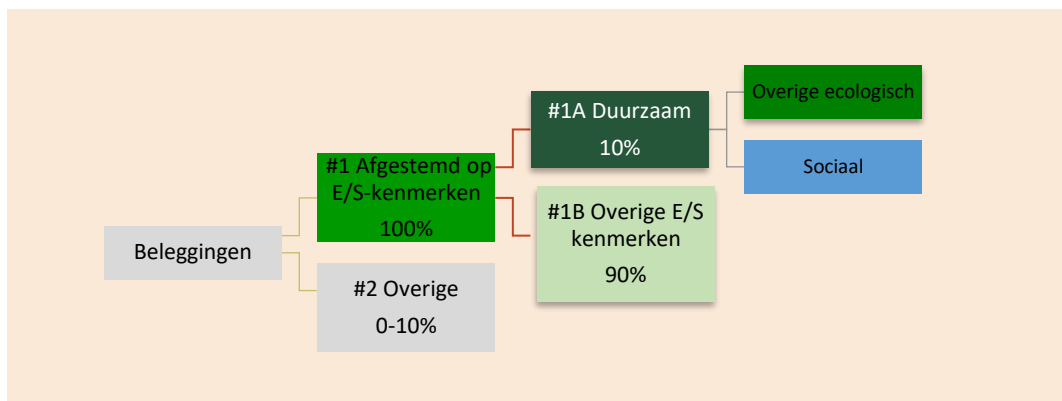 Beleggingen
#1 Afgestemd op
E/S-kenmerken
100%
#2 Overige
0-10%
#1A Duurzaam
10%
#1B Overige E/S
kenmerken
90%
Overige ecologisch
Sociaal